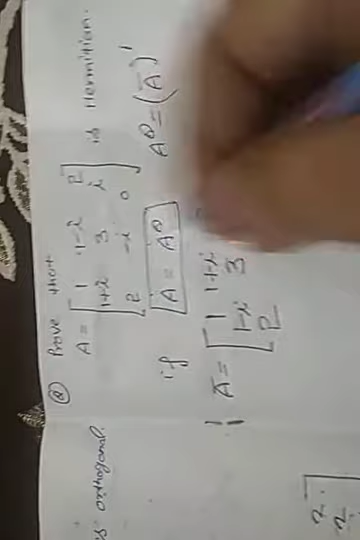 ② Prove that
A = [ 1 1-i 2
1+i 3 i
2 -i 0 ] is Hermitian.
if A = A^θ A^θ = (Ā)'
Ā = [ 1 1+i
1-i 3
2
is orthogonal.
2
2